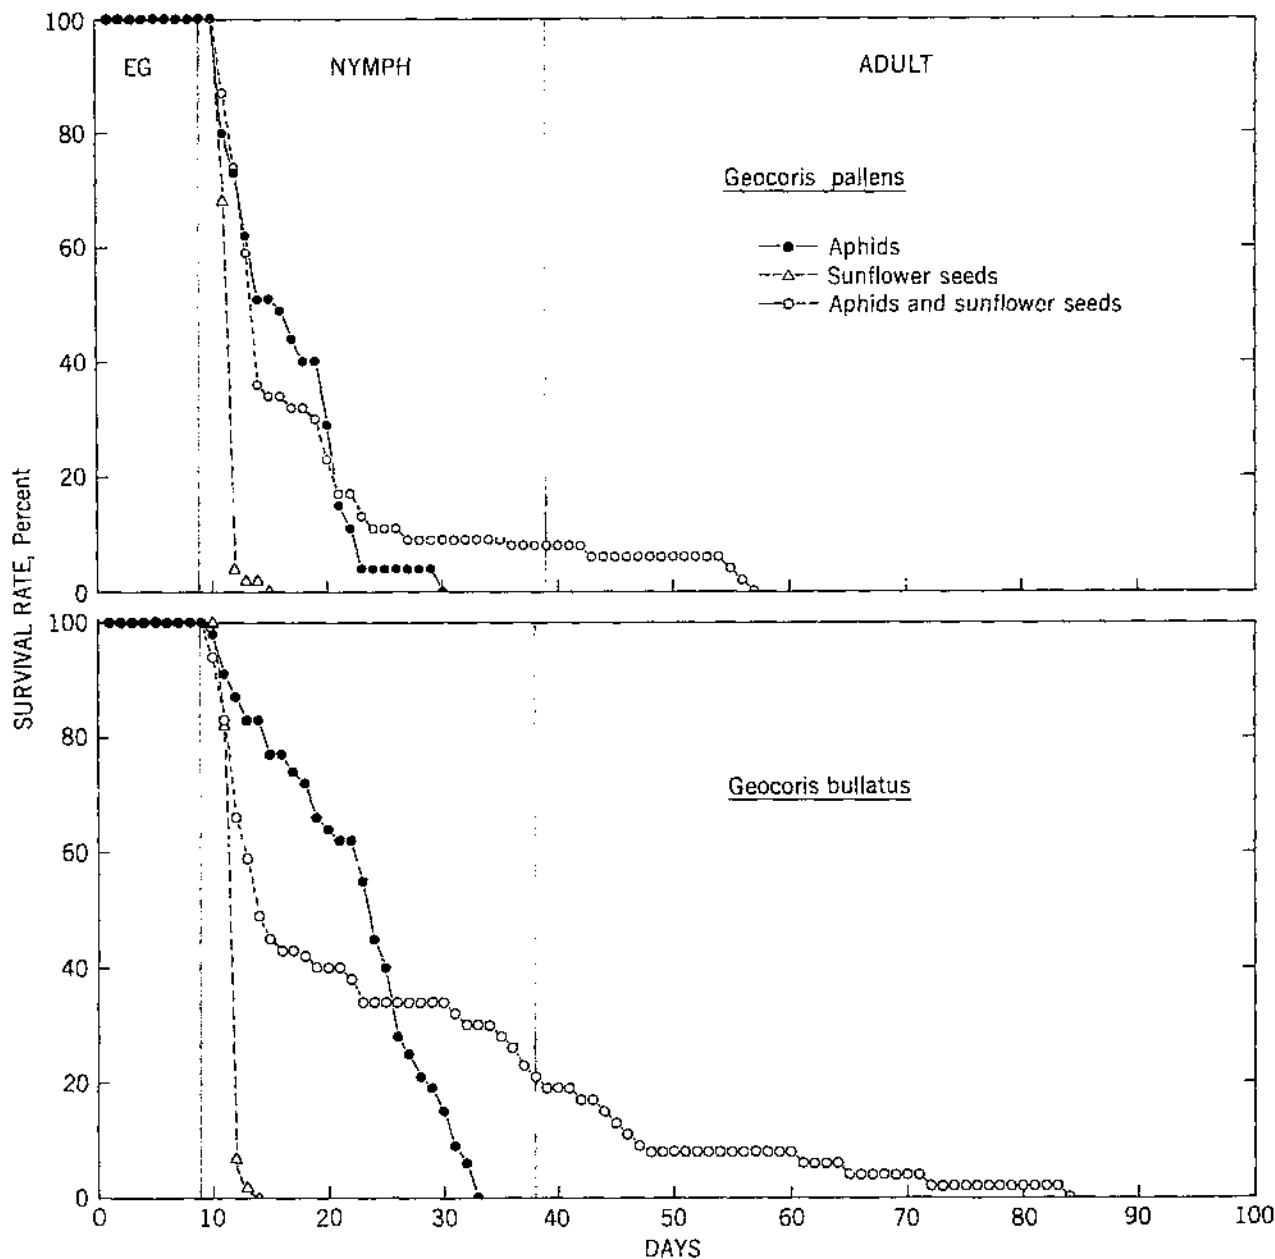 100
EG
NYMPH
ADULT
80
Geocoris pallens
Aphids
60
Sunflower seeds
Aphids and sunflower seeds
40
20
0
SURVIVAL RATE, Percent
100
80
Geocoris bullatus
60
40
20
0
0 10 20 30 40 50 60 70 80 90 100
DAYS